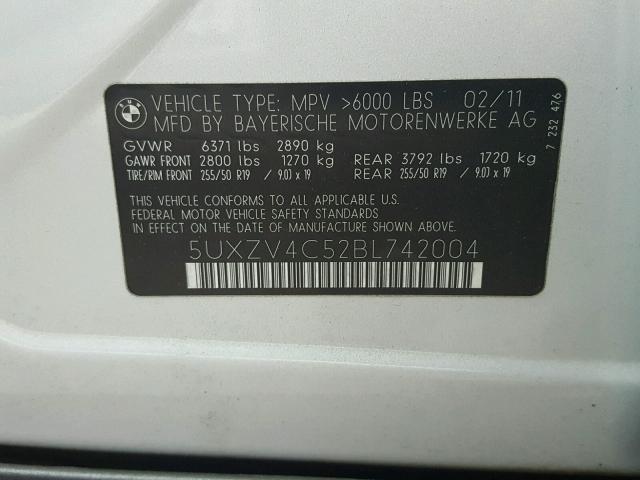 BMW
VEHICLE TYPE: MPV >6000 LBS 02/11
MFD BY BAYERISCHE MOTORENWERKE AG
GVWR 6371 lbs 2890 kg
GAWR FRONT 2800 lbs 1270 kg REAR 3792 lbs 1720 kg
TIRE/RIM FRONT 255/50 R19 / 9.0J x 19 REAR 255/50 R19 / 9.0J x 19
THIS VEHICLE CONFORMS TO ALL APPLICABLE U.S.
FEDERAL MOTOR VEHICLE SAFETY STANDARDS
IN EFFECT ON THE DATE OF MANUFACTURE SHOWN ABOVE.
5UXZV4C52BL742004
7 232 476